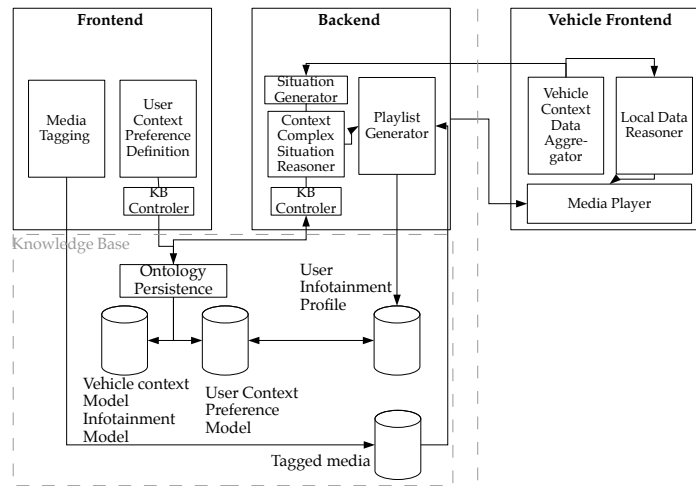 Frontend
Backend
Vehicle Frontend
Media
Tagging
User
Context
Preference
Definition
KB
Controler
Situation
Generator
Context
Complex
Situation
Reasoner
KB
Controler
Playlist
Generator
Vehicle
Context
Data
Aggre-
gator
Local Data
Reasoner
Media Player
Knowledge Base
Ontology
Persistence
User
Infotainment
Profile
Vehicle context
Model
Infotainment
Model
User Context
Preference
Model
Tagged media